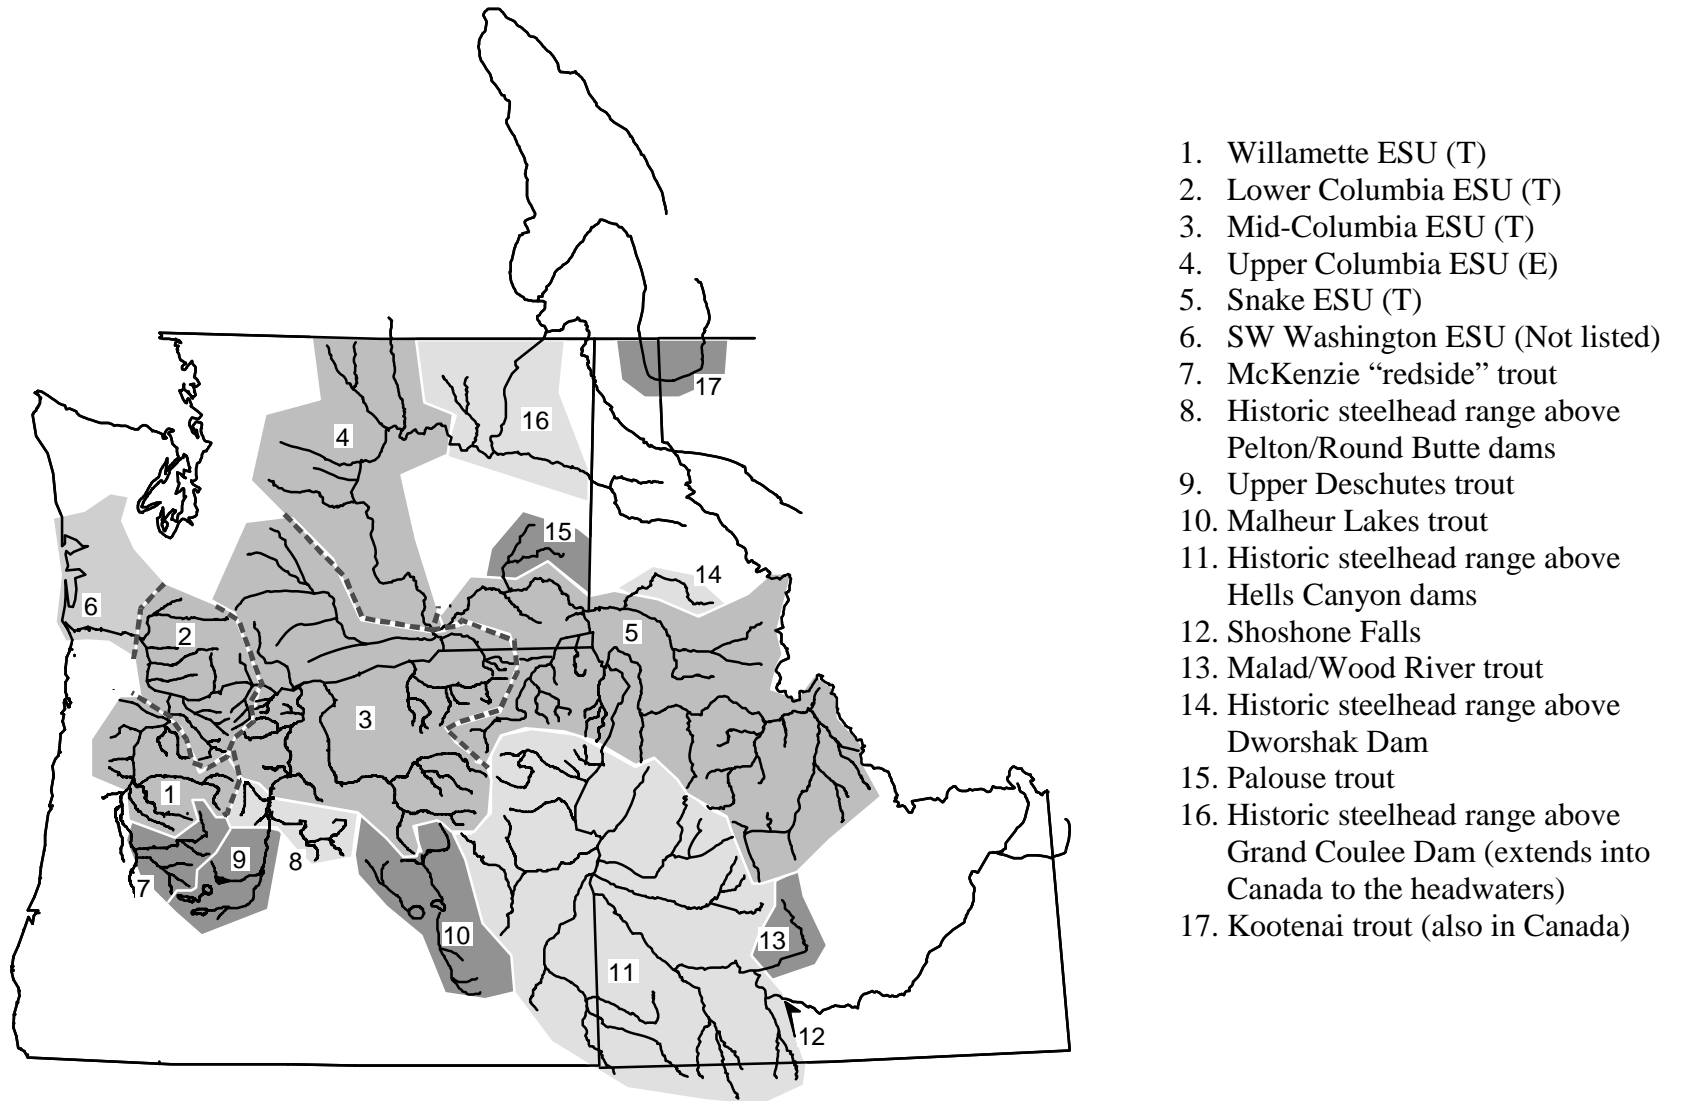 17
16
4
15
14
6
2
5
3
1
9
8
7
10
13
11
12
1. Willamette ESU (T)
2. Lower Columbia ESU (T)
3. Mid-Columbia ESU (T)
4. Upper Columbia ESU (E)
5. Snake ESU (T)
6. SW Washington ESU (Not listed)
7. McKenzie “redside” trout
8. Historic steelhead range above
Pelton/Round Butte dams
9. Upper Deschutes trout
10. Malheur Lakes trout
11. Historic steelhead range above
Hells Canyon dams
12. Shoshone Falls
13. Malad/Wood River trout
14. Historic steelhead range above
Dworshak Dam
15. Palouse trout
16. Historic steelhead range above
Grand Coulee Dam (extends into
Canada to the headwaters)
17. Kootenai trout (also in Canada)